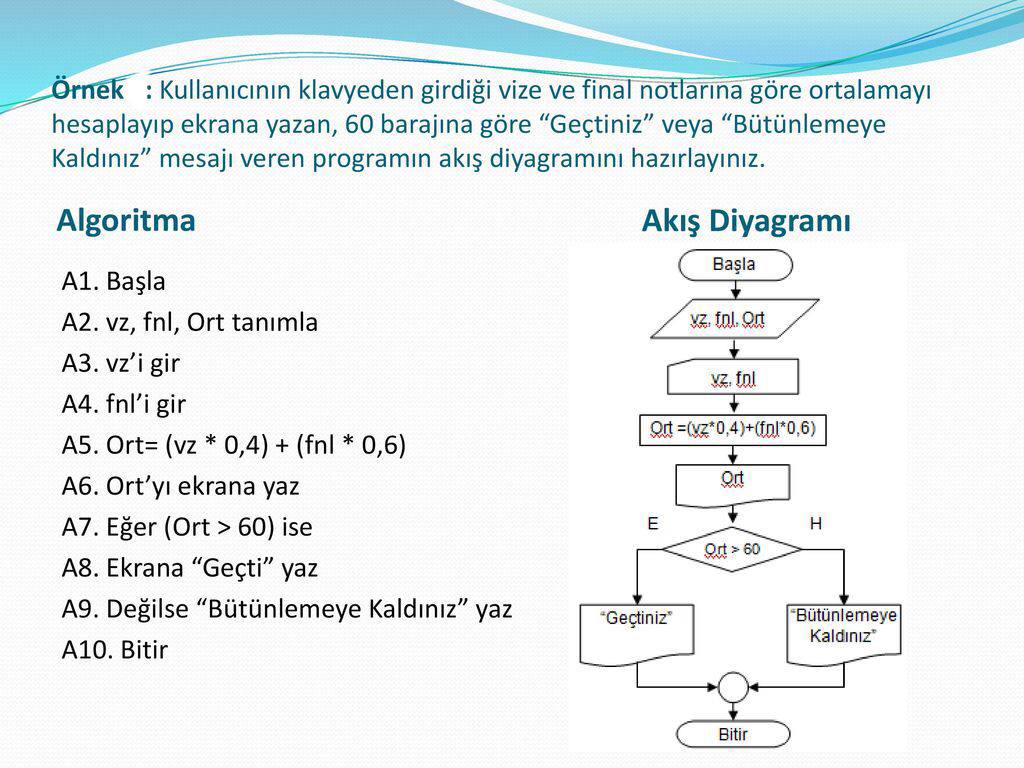 Örnek : Kullanıcının klavyeden girdiği vize ve final notlarına göre ortalamayı
hesaplayıp ekrana yazan, 60 barajına göre “Geçtiniz” veya “Bütünlemeye
Kaldınız” mesajı veren programın akış diyagramını hazırlayınız.
Algoritma
A1. Başla
A2. vz, fnl, Ort tanımla
A3. vz’i gir
A4. fnl’i gir
A5. Ort= (vz * 0,4) + (fnl * 0,6)
A6. Ort’yı ekrana yaz
A7. Eğer (Ort > 60) ise
A8. Ekrana “Geçti” yaz
A9. Değilse “Bütünlemeye Kaldınız” yaz
A10. Bitir
Akış Diyagramı
Başla
vz, fnl, Ort
vz, fnl
Ort =(vz*0,4)+(fnl*0,6)
Ort
E
H
Ort > 60
“Geçtiniz”
“Bütünlemeye
Kaldınız”
Bitir